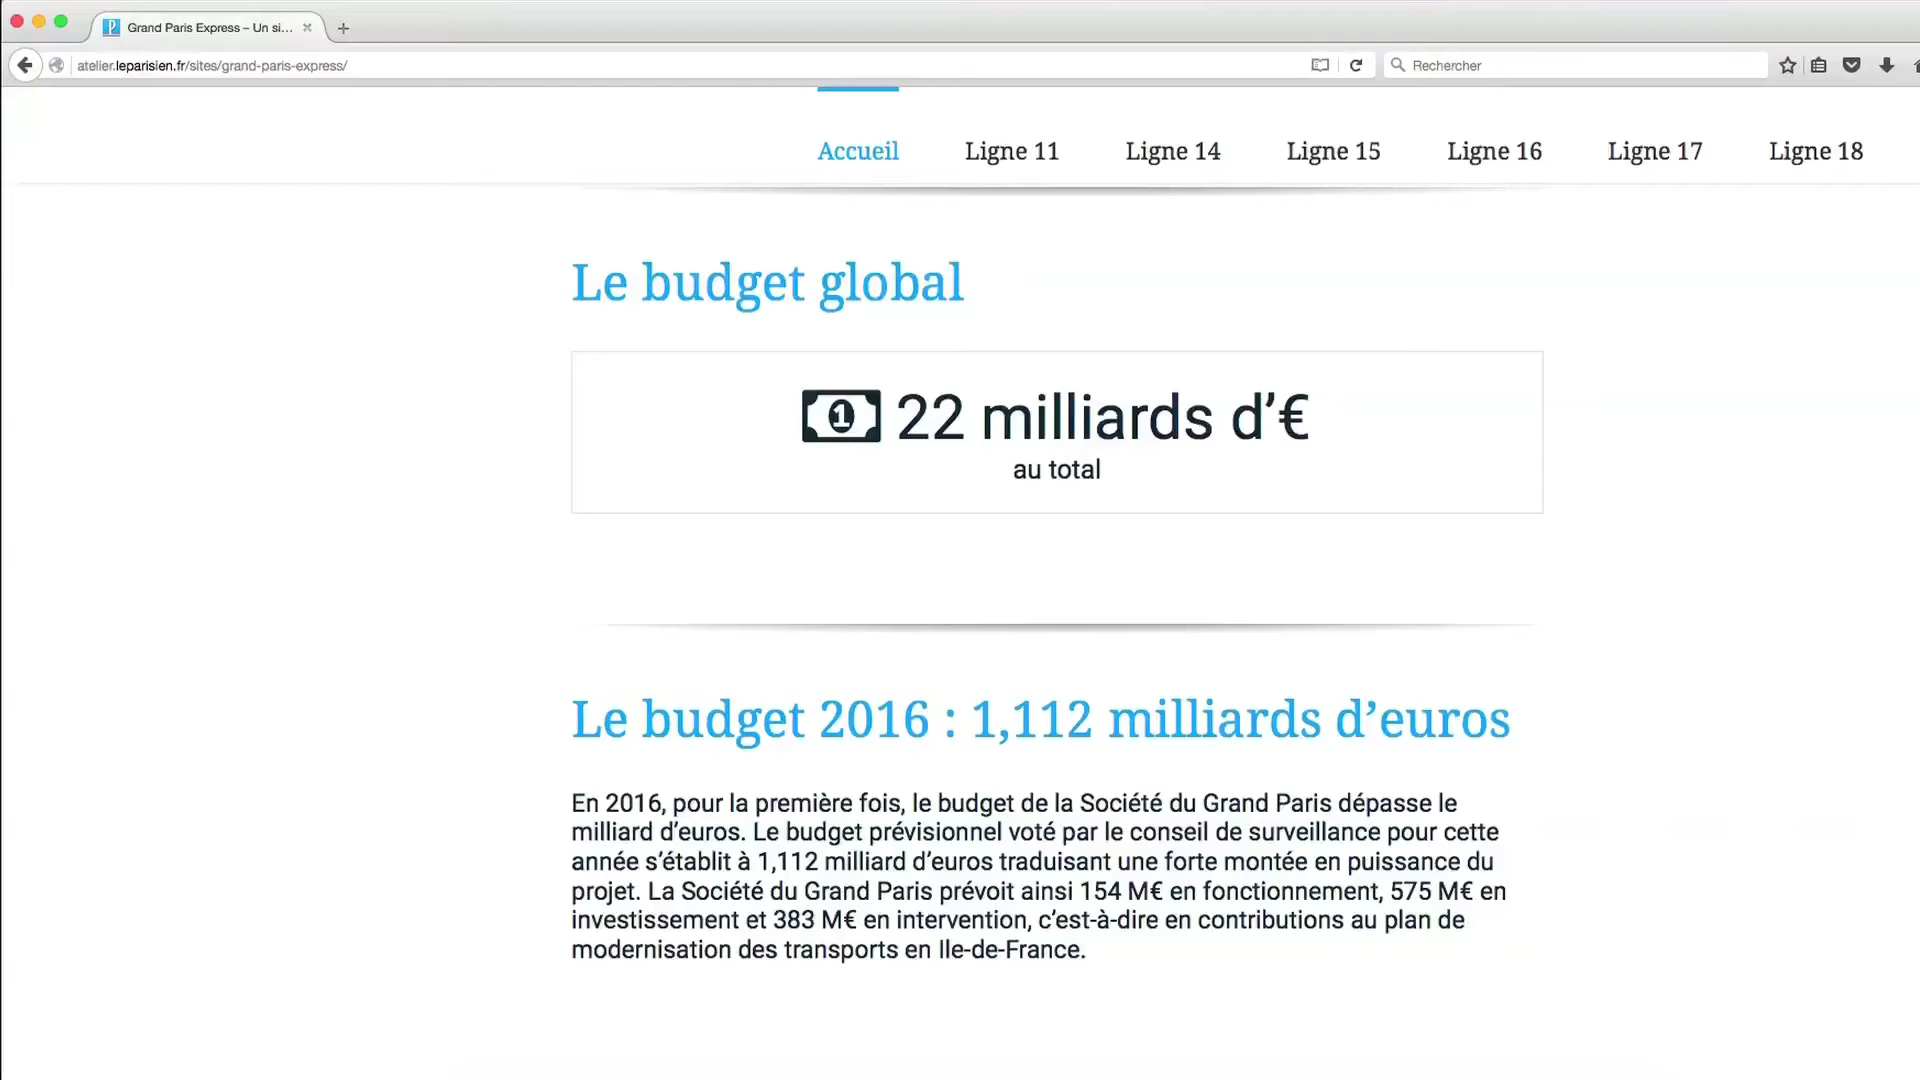 Grand Paris Express – Un si...
atelier.leparisien.fr/sites/grand-paris-express/
Rechercher
Accueil
Ligne 11
Ligne 14
Ligne 15
Ligne 16
Ligne 17
Ligne 18
Le budget global
1 22 milliards d’€
au total
Le budget 2016 : 1,112 milliards d’euros
En 2016, pour la première fois, le budget de la Société du Grand Paris dépasse le
milliard d’euros. Le budget prévisionnel voté par le conseil de surveillance pour cette
année s’établit à 1,112 milliard d’euros traduisant une forte montée en puissance du
projet. La Société du Grand Paris prévoit ainsi 154 M€ en fonctionnement, 575 M€ en
investissement et 383 M€ en intervention, c’est-à-dire en contributions au plan de
modernisation des transports en Ile-de-France.